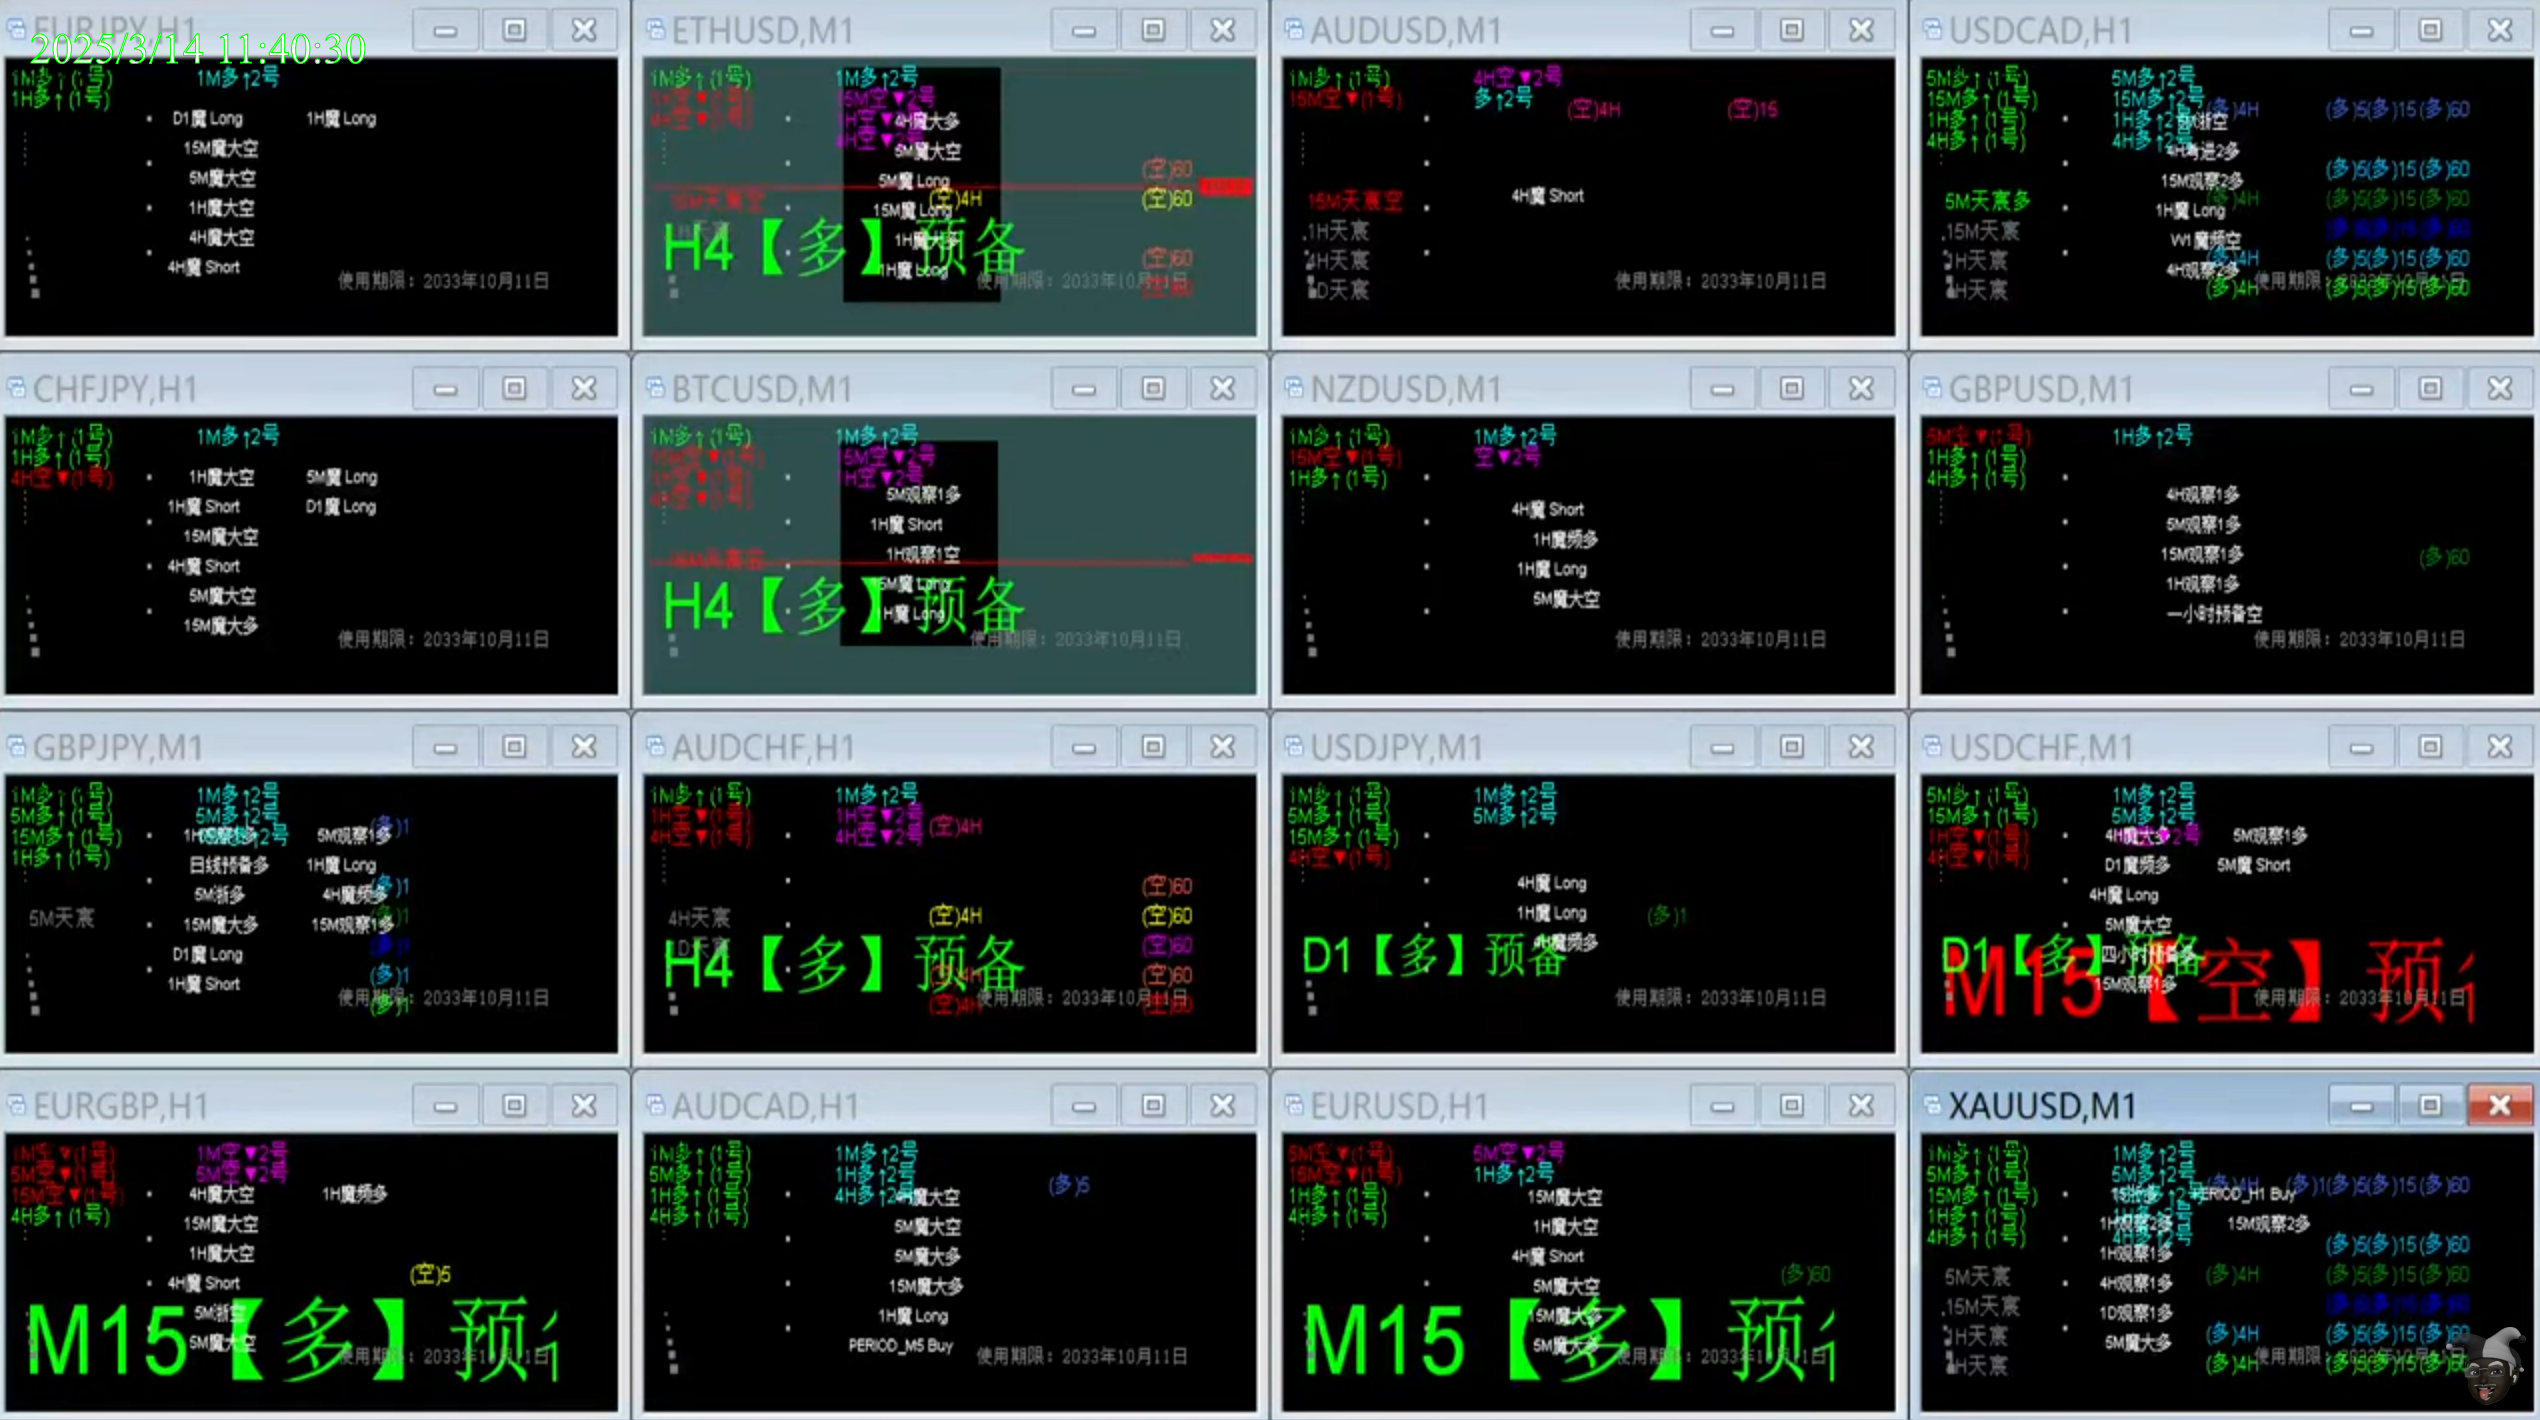 EURJPY,H1
2025/3/14 11:40:30
1M多↑(1号)
1M多↑2号
1H多↑(1号)
D1魔 Long
1H魔 Long
15M魔大空
5M魔大空
1H魔大空
4H魔大空
4H魔 Short
使用期限：2033年10月11日
ETHUSD,M1
1M多↑(1号)
1M多↑2号
15M空▼2号
4H魔大多
5M魔大空
5M魔 Long
(空)60
(空)4H
(空)60
15M魔 Long
H4【多】预备
1H魔大多
1H魔 Long
(空)60
使用期限：2033年10月11日
AUDUSD,M1
1M多↑(1号)
4H空▼2号
15M空▼(1号)
多↑2号
(空)4H
(空)15
15M天宸空
4H魔 Short
1H天宸
4H天宸
D天宸
使用期限：2033年10月11日
USDCAD,H1
5M多↑(1号)
5M多↑2号
15M多↑(1号)
15M多↑2号
(多)4H
(多)5(多)15(多)60
1H多↑(1号)
1H多↑2号
4H多↑(1号)
4H多↑2号
(多)5(多)15(多)60
15M观察2多
5M天宸多
(多)4H
(多)5(多)15(多)60
1H魔 Long
15M天宸
W1魔频空
1H天宸
(多)4H
(多)5(多)15(多)60
4H观察2多
4H天宸
(多)4H
(多)5(多)15(多)60
CHFJPY,H1
1M多↑(1号)
1M多↑2号
1H多↑(1号)
4H空▼(1号)
1H魔大空
5M魔 Long
1H魔 Short
D1魔 Long
15M魔大空
4H魔 Short
5M魔大空
15M魔大多
使用期限：2033年10月11日
BTCUSD,M1
1M多↑(1号)
1M多↑2号
15M空▼2号
1H空▼2号
5M观察1多
1H魔 Short
1H观察1空
15M魔 Long
H4【多】预备
1H魔 Long
使用期限：2033年10月11日
NZDUSD,M1
1M多↑(1号)
1M多↑2号
15M空▼(1号)
空▼2号
1H多↑(1号)
4H魔 Short
1H魔频多
1H魔 Long
5M魔大空
使用期限：2033年10月11日
GBPUSD,M1
5M空▼(1号)
1H多↑2号
1H多↑(1号)
4H多↑(1号)
4H观察1多
5M观察1多
15M观察1多
(多)60
1H观察1多
一小时预备空
使用期限：2033年10月11日
GBPJPY,M1
1M多↑(1号)
1M多↑2号
5M多↑(1号)
5M多↑2号
(多)1
15M多↑(1号)
5M观察1多
1H多↑(1号)
日线预备多
1H魔 Long
(多)1
5M渐多
4H魔频多
5M天宸
(多)1
15M魔大多
15M观察1多
D1魔 Long
(多)1
1H魔 Short
(多)1
使用期限：2033年10月11日
(多)1
AUDCHF,H1
1M多↑(1号)
1M多↑2号
1H空▼(1号)
1H空▼2号
(空)4H
4H空▼(1号)
4H空▼2号
(空)60
4H天宸
(空)4H
(空)60
D天宸
H4【多】预备
(空)60
(空)4H
(空)60
使用期限：2033年10月11日
(空)4H
(空)60
USDJPY,M1
1M多↑(1号)
1M多↑2号
5M多↑(1号)
5M多↑2号
15M多↑(1号)
4H空▼(1号)
4H魔 Long
1H魔 Long
(多)1
D1【多】预备
4H魔频多
使用期限：2033年10月11日
USDCHF,M1
5M多↑(1号)
1M多↑2号
15M多↑(1号)
5M多↑2号
1H空▼(1号)
4H魔大多
5M观察1多
4H空▼(1号)
D1魔频多
5M魔 Short
4H魔 Long
5M魔大空
D1【多】预备
四小时预备多
M15【空】预
15M观察1多
使用期限：2033年10月11日
EURGBP,H1
1M空▼(1号)
1M空▼2号
5M空▼(1号)
5M空▼2号
15M空▼(1号)
4H魔大空
1H魔频多
4H多↑(1号)
15M魔大空
1H魔大空
4H魔 Short
(空)5
5M渐空
M15【多】预
5M魔大空
使用期限：2033年10月11日
AUDCAD,H1
1M多↑(1号)
1M多↑2号
5M多↑(1号)
1H多↑2号
(多)5
1H多↑(1号)
4H多↑2号
4H多↑(1号)
5M魔大空
5M魔大多
15M魔大多
1H魔 Long
PERIOD_M5 Buy
使用期限：2033年10月11日
EURUSD,H1
5M空▼(1号)
5M空▼2号
15M空▼(1号)
1H多↑2号
1H多↑(1号)
15M魔大空
4H多↑(1号)
1H魔大空
4H魔 Short
(多)60
5M魔大空
15M魔大多
M15【多】预
5M魔大多
使用期限：2033年10月11日
XAUUSD,M1
1M多↑(1号)
1M多↑2号
5M多↑(1号)
5M多↑2号
(多)4H
(多)1(多)5(多)15(多)60
15M多↑(1号)
PERIOD_H1 Buy
1H多↑(1号)
1H观察2多
15M观察2多
4H多↑(1号)
4H多↑2号
(多)5(多)15(多)60
1H观察1多
5M天宸
(多)4H
(多)5(多)15(多)60
4H观察1多
15M天宸
1D观察1多
1H天宸
(多)4H
(多)5(多)15(多)60
5M魔大多
4H天宸
(多)4H
(多)5(多)15(多)60